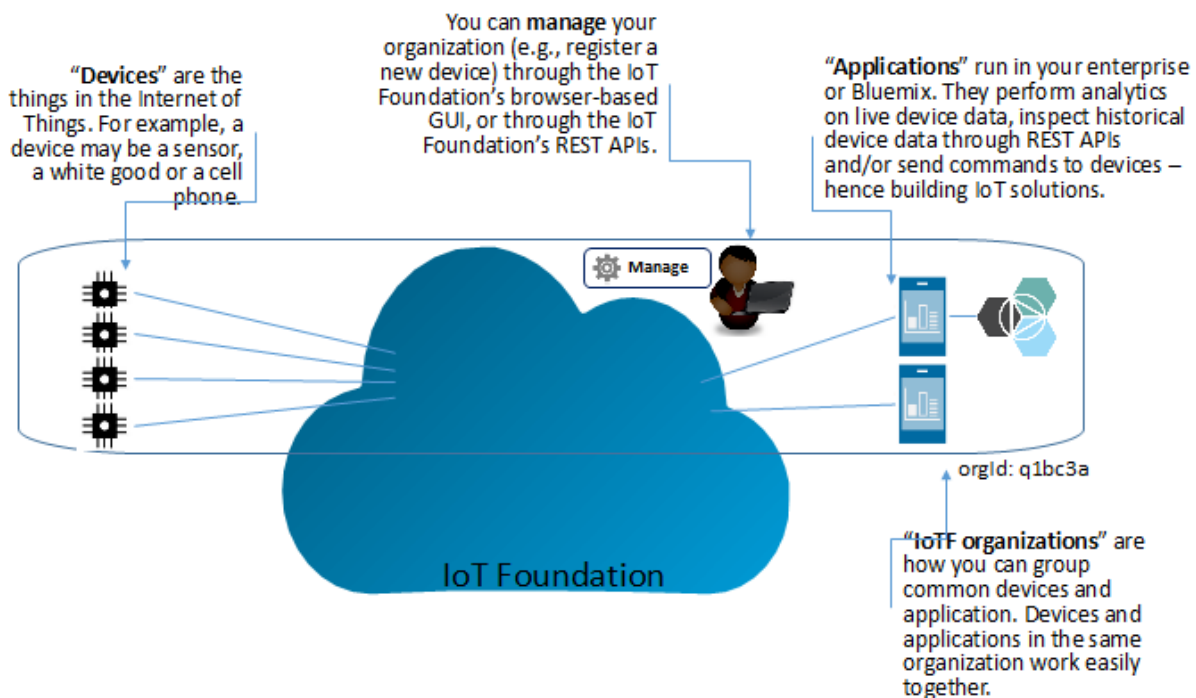 You can manage your
organization (e.g., register a
new device) through the IoT
Foundation's browser-based
GUI, or through the IoT
Foundation's REST APIs.
"Devices" are the
things in the Internet of
Things. For example, a
device may be a sensor,
a white good or a cell
phone.
"Applications" run in your enterprise
or Bluemix. They perform analytics
on live device data, inspect historical
device data through REST APIs
and/or send commands to devices –
hence building IoT solutions.
Manage
orgId: q1bc3a
IoT Foundation
"IoTF organizations" are
how you can group
common devices and
application. Devices and
applications in the same
organization work easily
together.